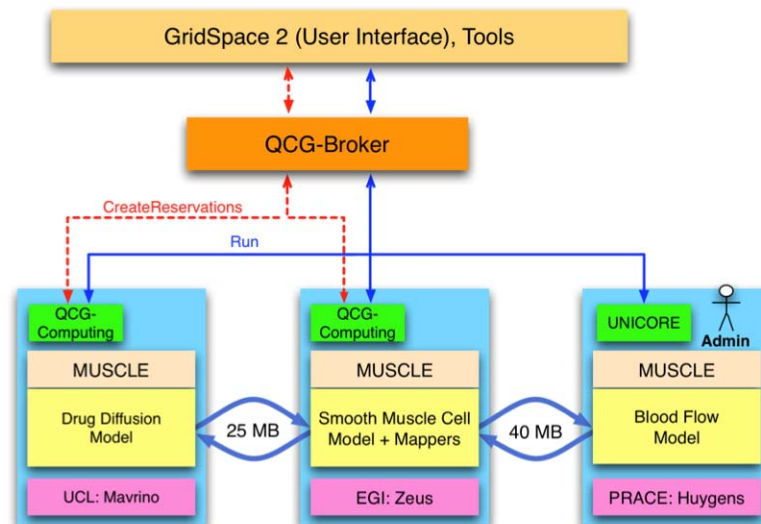 GridSpace 2 (User Interface), Tools
QCG-Broker
CreateReservations
Run
QCG-
Computing
QCG-
Computing
UNICORE
Admin
MUSCLE
MUSCLE
MUSCLE
Drug Diffusion
Model
25 MB
Smooth Muscle Cell
Model + Mappers
40 MB
Blood Flow
Model
UCL: Mavrino
EGI: Zeus
PRACE: Huygens